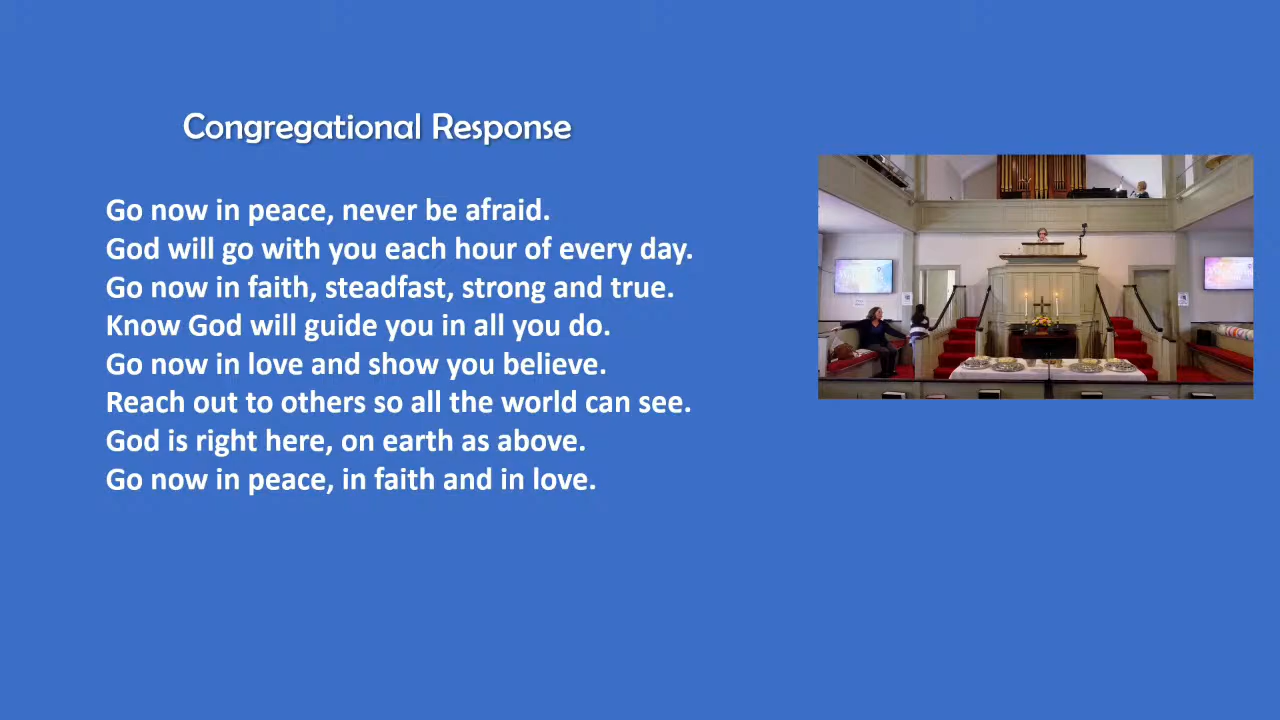 Congregational Response
Go now in peace, never be afraid.
God will go with you each hour of every day.
Go now in faith, steadfast, strong and true.
Know God will guide you in all you do.
Go now in love and show you believe.
Reach out to others so all the world can see.
God is right here, on earth as above.
Go now in peace, in faith and in love.